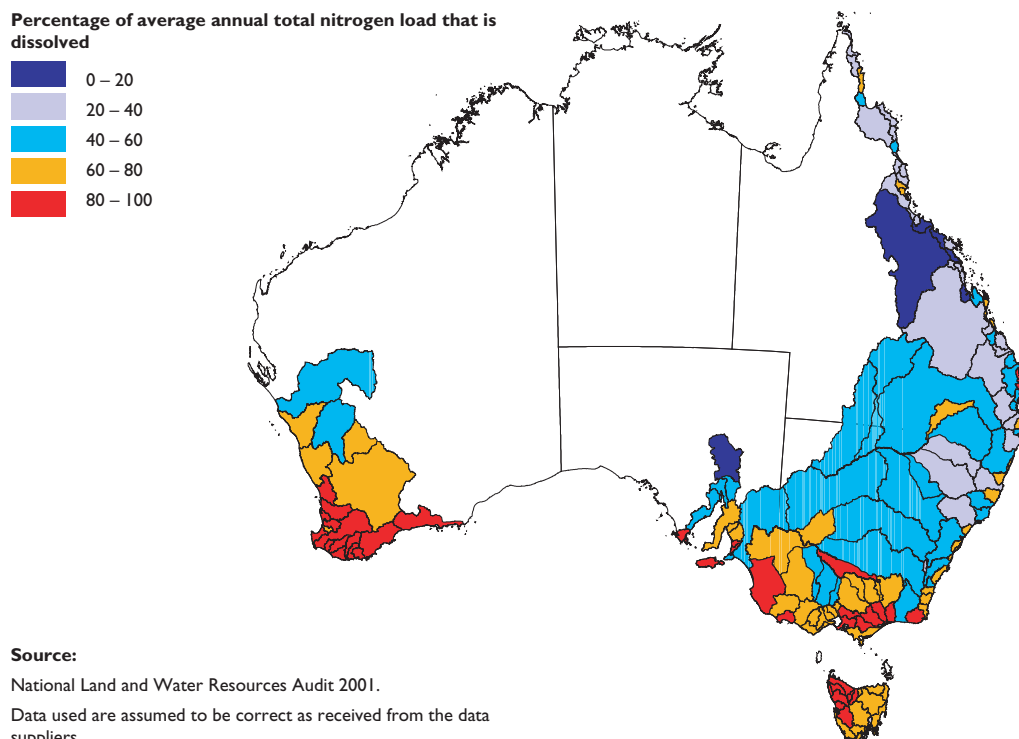 Percentage of average annual total nitrogen load that is
dissolved
0 – 20
20 – 40
40 – 60
60 – 80
80 – 100
Source:
National Land and Water Resources Audit 2001.
Data used are assumed to be correct as received from the data
suppliers